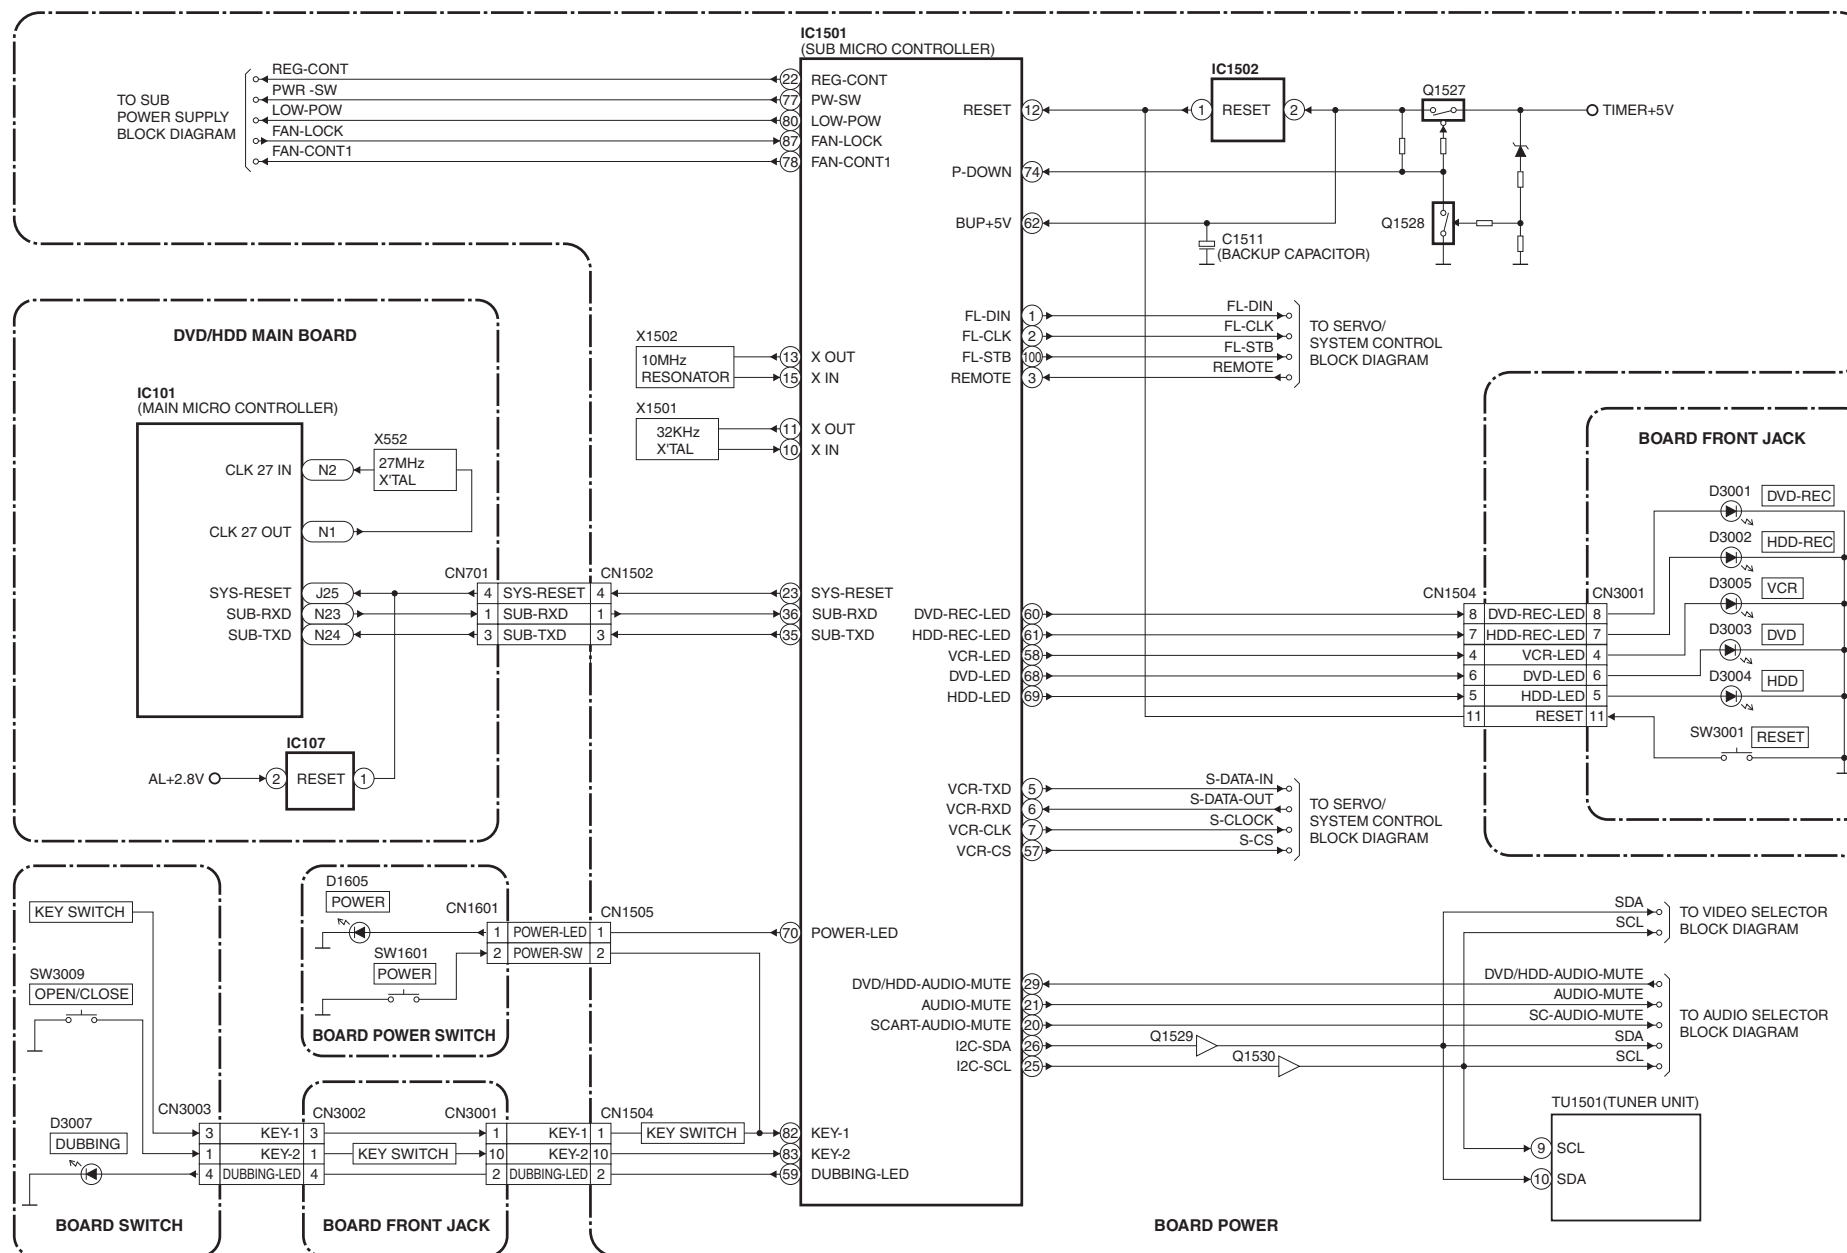 IC1501
(SUB MICRO CONTROLLER)
TO SUB
POWER SUPPLY
BLOCK DIAGRAM
REG-CONT
PWR -SW
LOW-POW
FAN-LOCK
FAN-CONT1
22 REG-CONT
77 PW-SW
80 LOW-POW
87 FAN-LOCK
78 FAN-CONT1
RESET 12
P-DOWN 74
BUP+5V 62
IC1502
1 RESET 2
Q1527
TIMER+5V
Q1528
C1511
(BACKUP CAPACITOR)
FL-DIN 1 FL-DIN
FL-CLK 2 FL-CLK
FL-STB 100 FL-STB
REMOTE 3 REMOTE
TO SERVO/
SYSTEM CONTROL
BLOCK DIAGRAM
X1502
10MHz
RESONATOR
13 X OUT
15 X IN
X1501
32KHz
X'TAL
11 X OUT
10 X IN
DVD/HDD MAIN BOARD
IC101
(MAIN MICRO CONTROLLER)
X552
27MHz
X'TAL
CLK 27 IN N2
CLK 27 OUT N1
SYS-RESET J25
SUB-RXD N23
SUB-TXD N24
CN701 CN1502
4 SYS-RESET 4
1 SUB-RXD 1
3 SUB-TXD 3
23 SYS-RESET
36 SUB-RXD
35 SUB-TXD
IC107
AL+2.8V 2 RESET 1
DVD-REC-LED 60
HDD-REC-LED 61
VCR-LED 58
DVD-LED 68
HDD-LED 69
CN1504 CN3001
8 DVD-REC-LED 8
7 HDD-REC-LED 7
4 VCR-LED 4
6 DVD-LED 6
5 HDD-LED 5
11 RESET 11
BOARD FRONT JACK
D3001 DVD-REC
D3002 HDD-REC
D3005 VCR
D3003 DVD
D3004 HDD
SW3001 RESET
VCR-TXD 5 S-DATA-IN
VCR-RXD 6 S-DATA-OUT
VCR-CLK 7 S-CLOCK
VCR-CS 57 S-CS
TO SERVO/
SYSTEM CONTROL
BLOCK DIAGRAM
KEY SWITCH
SW3009
OPEN/CLOSE
D3007
DUBBING
BOARD SWITCH
D1605
POWER
SW1601
POWER
BOARD POWER SWITCH
CN1601 CN1505
1 POWER-LED 1
2 POWER-SW 2
70 POWER-LED
CN3003 CN3002
3 KEY-1 3
1 KEY-2 1
4 DUBBING-LED 4
KEY SWITCH
CN3001 CN1504
1 KEY-1 1
10 KEY-2 10
2 DUBBING-LED 2
KEY SWITCH
82 KEY-1
83 KEY-2
59 DUBBING-LED
BOARD FRONT JACK
DVD/HDD-AUDIO-MUTE 29
AUDIO-MUTE 21
SCART-AUDIO-MUTE 20
I2C-SDA 26
I2C-SCL 25
Q1529
Q1530
SDA
SCL
TO VIDEO SELECTOR
BLOCK DIAGRAM
DVD/HDD-AUDIO-MUTE
AUDIO-MUTE
SC-AUDIO-MUTE
SDA
SCL
TO AUDIO SELECTOR
BLOCK DIAGRAM
TU1501(TUNER UNIT)
9 SCL
10 SDA
BOARD POWER